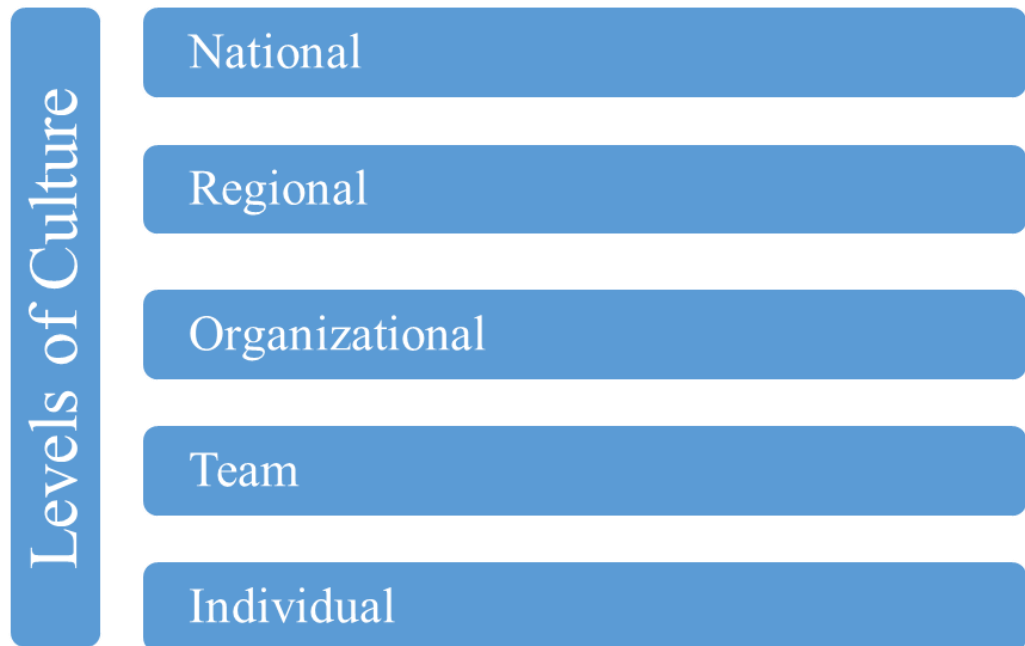 Levels of Culture
National
Regional
Organizational
Team
Individual